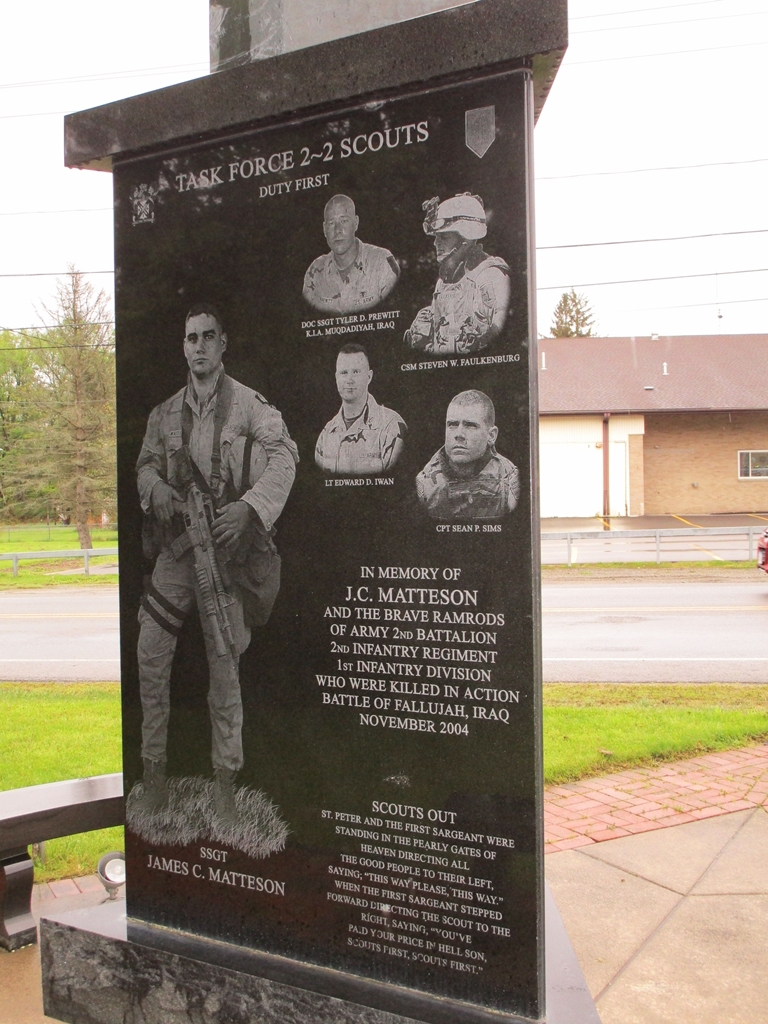 TASK FORCE 2~2 SCOUTS
DUTY FIRST
DOC SSGT TYLER D. PREWITT
K.I.A. MUQDADIYAH, IRAQ
CSM STEVEN W. FAULKENBURG
LT EDWARD D. IWAN
CPT SEAN P. SIMS
IN MEMORY OF
J.C. MATTESON
AND THE BRAVE RAMRODS
OF ARMY 2ND BATTALION
2ND INFANTRY REGIMENT
1ST INFANTRY DIVISION
WHO WERE KILLED IN ACTION
BATTLE OF FALLUJAH, IRAQ
NOVEMBER 2004
SSGT
JAMES C. MATTESON
SCOUTS OUT
ST. PETER AND THE FIRST SARGEANT WERE
STANDING IN THE PEARLY GATES OF
HEAVEN DIRECTING ALL
THE GOOD PEOPLE TO THEIR LEFT,
SAYING; "THIS WAY PLEASE, THIS WAY."
WHEN THE FIRST SARGEANT STEPPED
FORWARD DIRECTING THE SCOUT TO THE
RIGHT, SAYING, "YOU'VE
PAID YOUR PRICE IN HELL SON,
SCOUTS FIRST, SCOUTS FIRST."